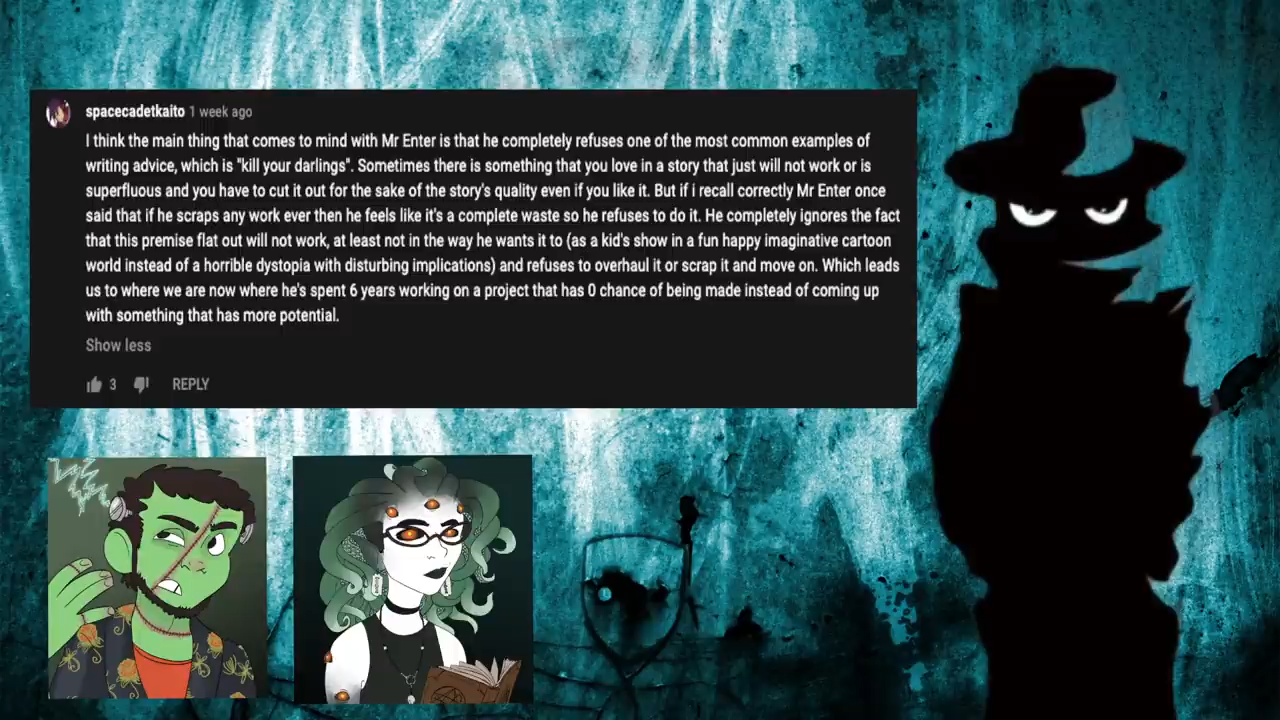 spacecadetkaito 1 week ago
I think the main thing that comes to mind with Mr Enter is that he completely refuses one of the most common examples of
writing advice, which is "kill your darlings". Sometimes there is something that you love in a story that just will not work or is
superfluous and you have to cut it out for the sake of the story's quality even if you like it. But if i recall correctly Mr Enter once
said that if he scraps any work ever then he feels like it's a complete waste so he refuses to do it. He completely ignores the fact
that this premise flat out will not work, at least not in the way he wants it to (as a kid's show in a fun happy imaginative cartoon
world instead of a horrible dystopia with disturbing implications) and refuses to overhaul it or scrap it and move on. Which leads
us to where we are now where he's spent 6 years working on a project that has 0 chance of being made instead of coming up
with something that has more potential.
Show less
3 REPLY